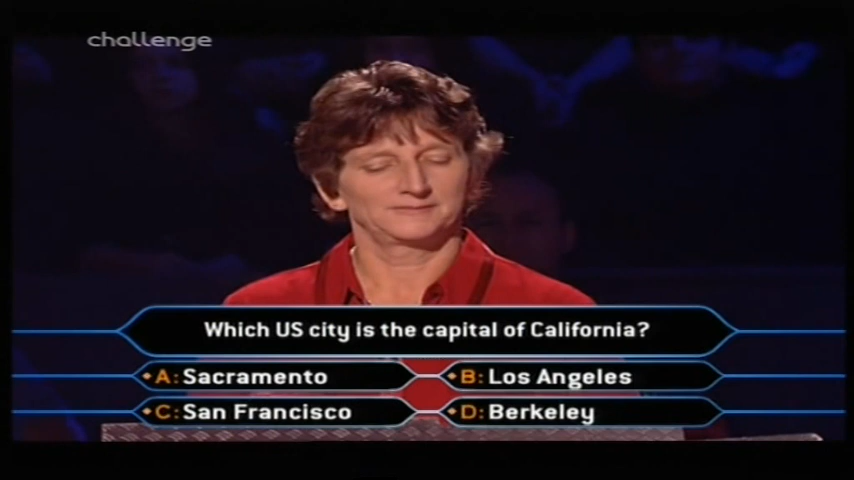 challenge
Which US city is the capital of California?
A: Sacramento
B: Los Angeles
C: San Francisco
D: Berkeley